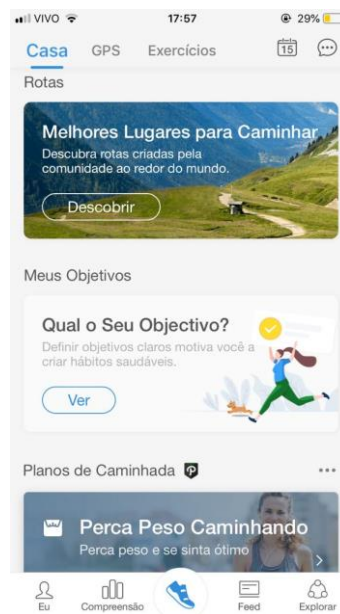 VIVO 17:57 29%
Casa GPS Exercícios 15
Rotas
Melhores Lugares para Caminhar
Descubra rotas criadas pela
comunidade ao redor do mundo.
Descobrir
Meus Objetivos
Qual o Seu Objectivo?
Definir objetivos claros motiva você a
criar hábitos saudáveis.
Ver
Planos de Caminhada
Perca Peso Caminhando
Perca peso e se sinta ótimo
Eu Compreensão Feed Explorar